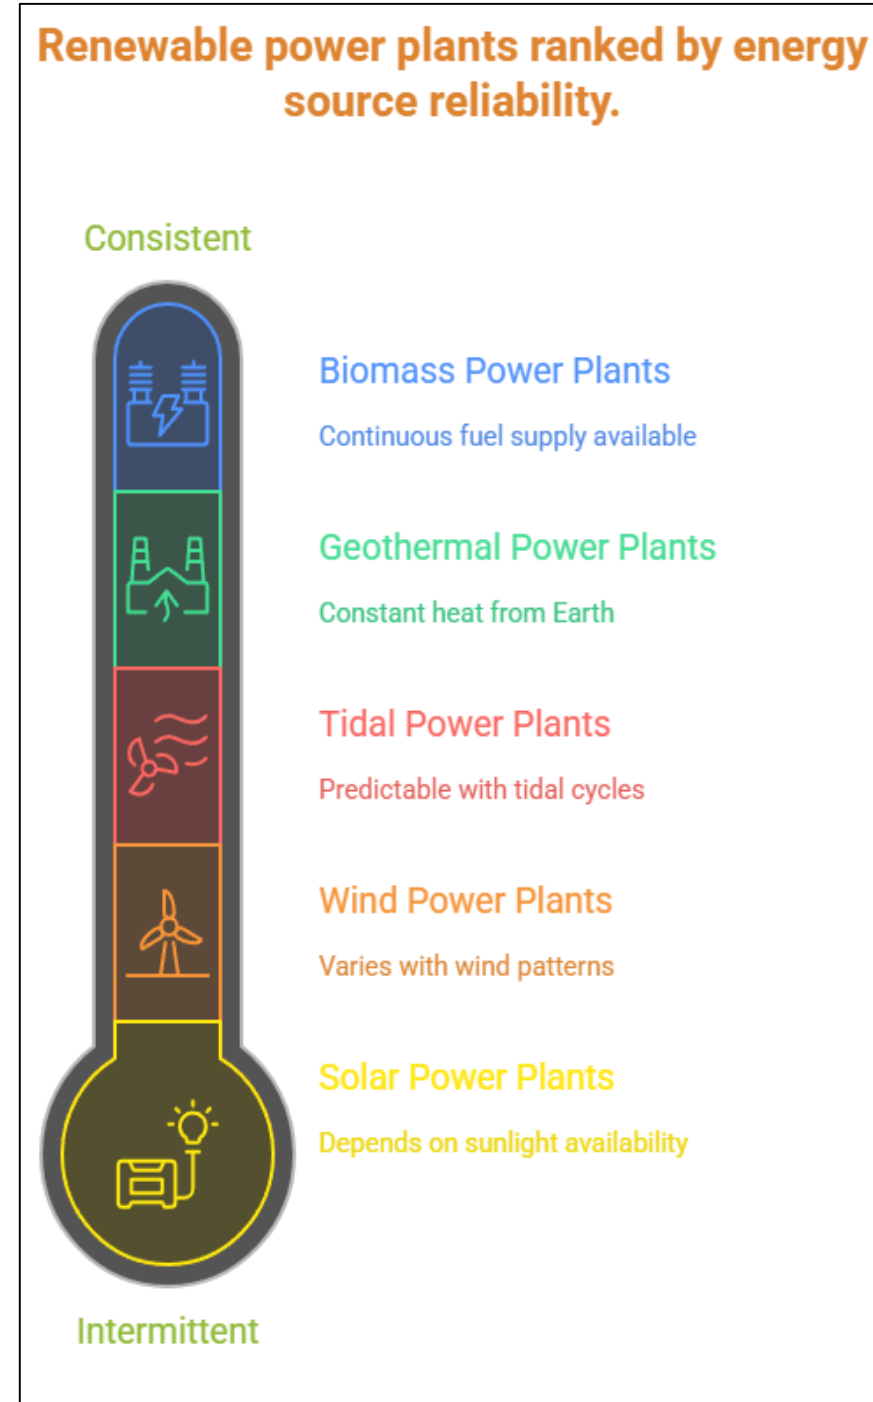 Renewable power plants ranked by energy
source reliability.
Consistent
Biomass Power Plants
Continuous fuel supply available
Geothermal Power Plants
Constant heat from Earth
Tidal Power Plants
Predictable with tidal cycles
Wind Power Plants
Varies with wind patterns
Solar Power Plants
Depends on sunlight availability
Intermittent